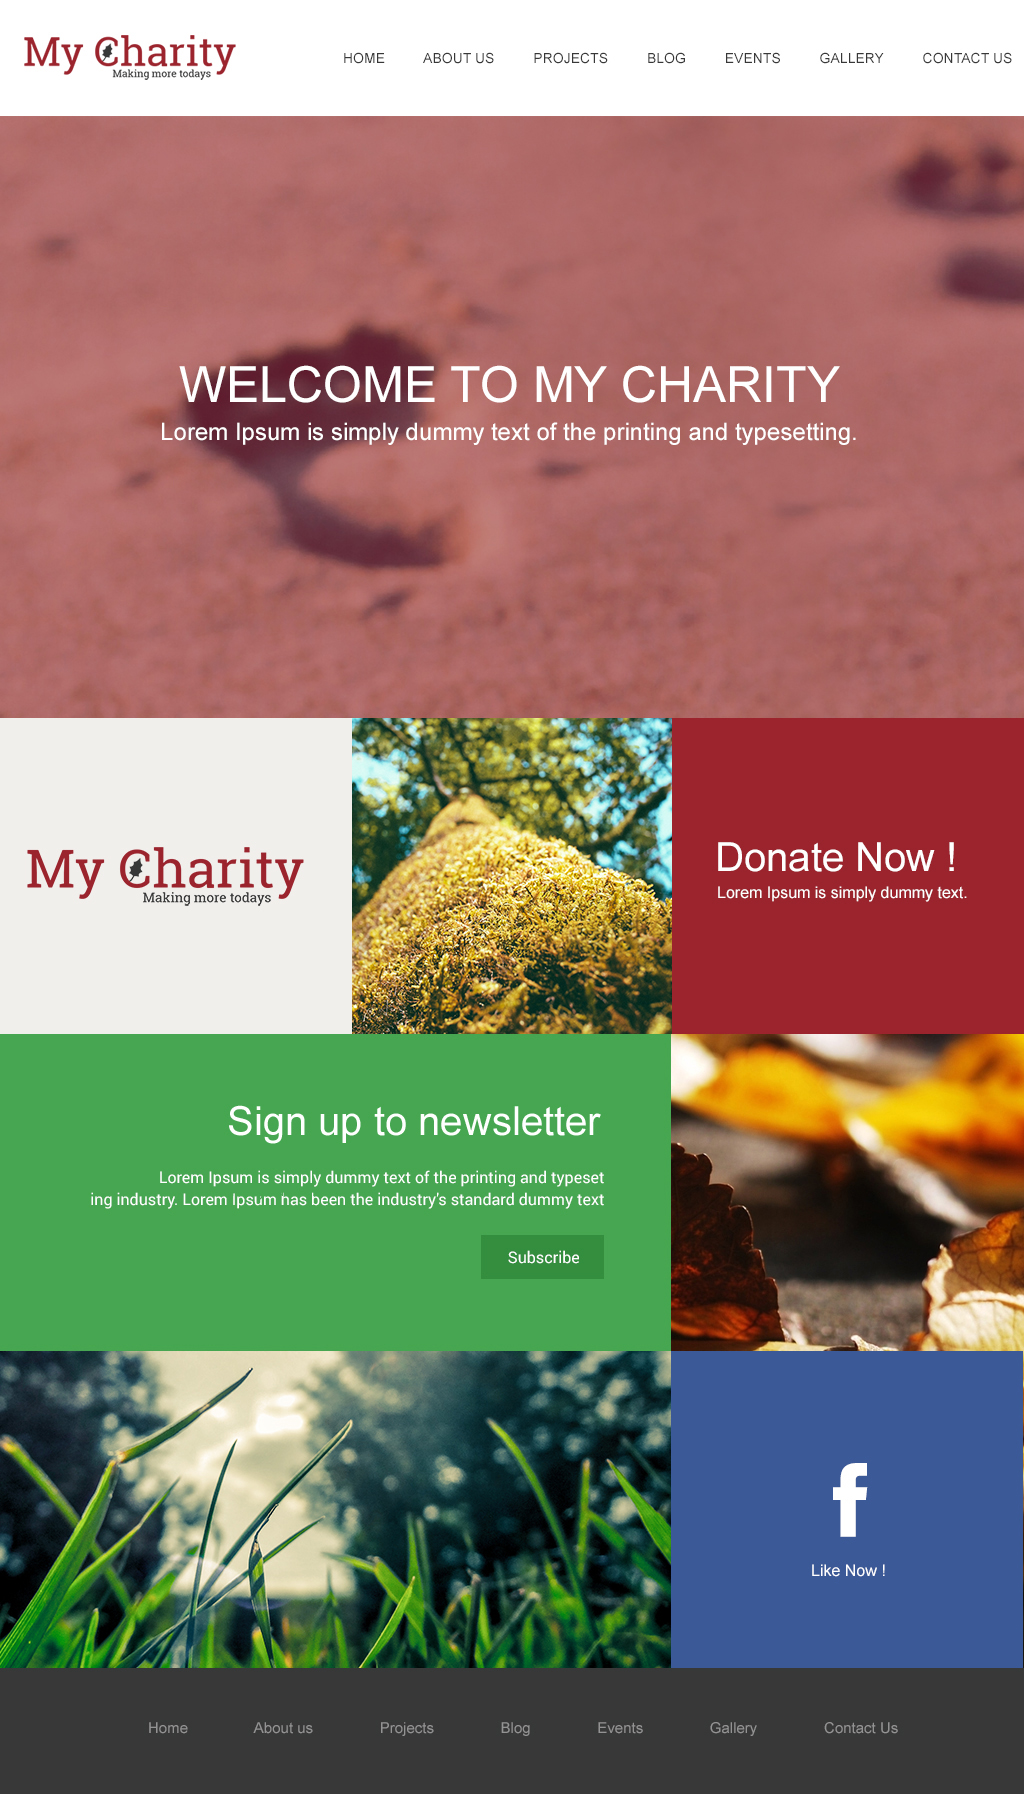 My Charity
Making more todays
HOME ABOUT US PROJECTS BLOG EVENTS GALLERY CONTACT US
WELCOME TO MY CHARITY
Lorem Ipsum is simply dummy text of the printing and typesetting.
My Charity
Making more todays
Donate Now !
Lorem Ipsum is simply dummy text.
Sign up to newsletter
Lorem Ipsum is simply dummy text of the printing and typeset
ing industry. Lorem Ipsum has been the industry's standard dummy text
Subscribe
f
Like Now !
Home About us Projects Blog Events Gallery Contact Us